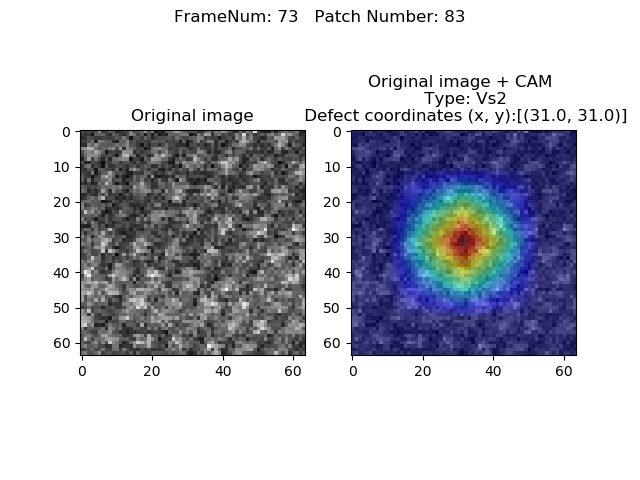 FrameNum: 73   Patch Number: 83
Original image
Original image + CAM
Type: Vs2
Defect coordinates (x, y):[(31.0, 31.0)]
0
10
20
30
40
50
60
0 20 40 60
0
10
20
30
40
50
60
0 20 40 60